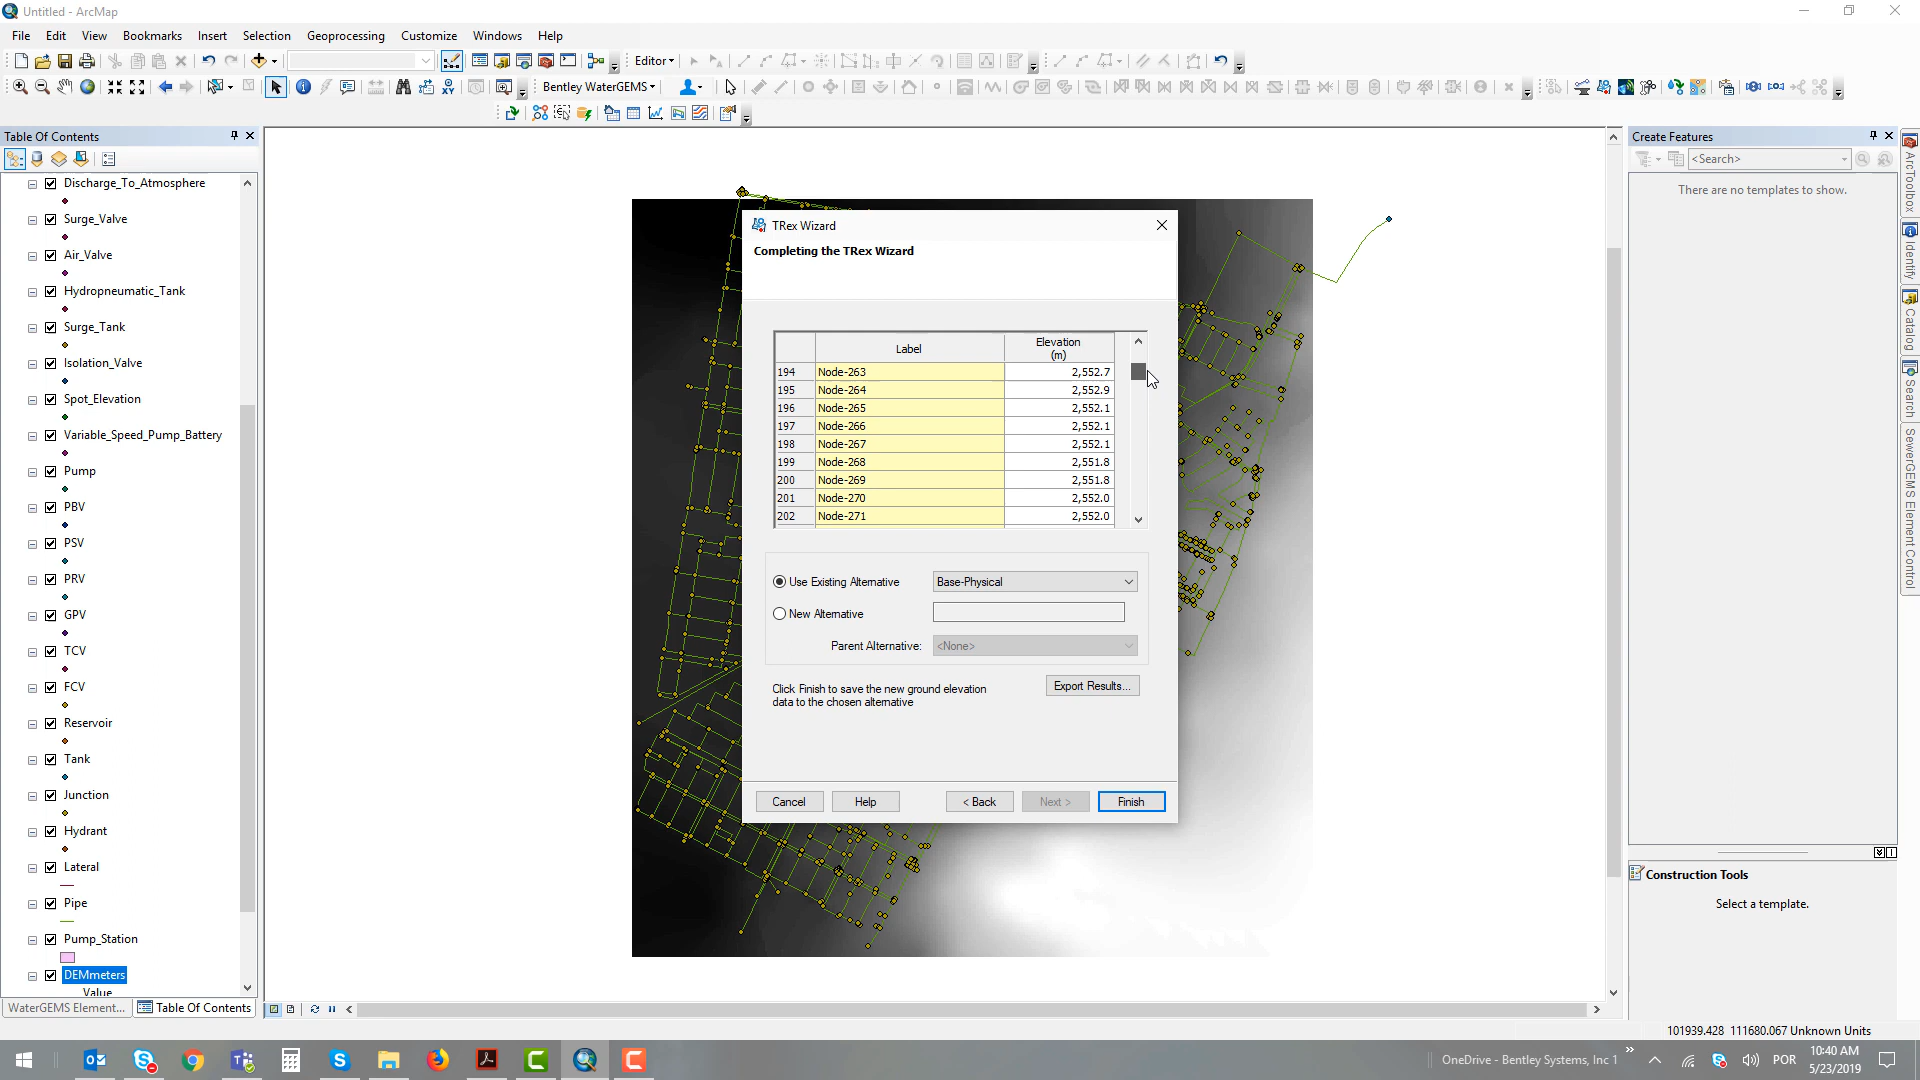 Untitled - ArcMap
File Edit View Bookmarks Insert Selection Geoprocessing Customize Windows Help
Editor
Bentley WaterGEMS
Table Of Contents
Discharge_To_Atmosphere
Surge_Valve
Air_Valve
Hydropneumatic_Tank
Surge_Tank
Isolation_Valve
Spot_Elevation
Variable_Speed_Pump_Battery
Pump
PBV
PSV
PRV
GPV
TCV
FCV
Reservoir
Tank
Junction
Hydrant
Lateral
Pipe
Pump_Station
DEMmeters
Value
WaterGEMS Element... Table Of Contents
TRex Wizard
Completing the TRex Wizard
Label Elevation (m)
194 Node-263 2,552.7
195 Node-264 2,552.9
196 Node-265 2,552.1
197 Node-266 2,552.1
198 Node-267 2,552.1
199 Node-268 2,551.8
200 Node-269 2,551.8
201 Node-270 2,552.0
202 Node-271 2,552.0
Use Existing Alternative Base-Physical
New Alternative
Parent Alternative: <None>
Click Finish to save the new ground elevation
data to the chosen alternative
Export Results...
Cancel Help < Back Next > Finish
Create Features
<Search>
There are no templates to show.
Construction Tools
Select a template.
ArcToolbox
Identify
Catalog
Search
SewerGEMS Element Control
101939.428 111680.067 Unknown Units
OneDrive - Bentley Systems, Inc 1
POR
10:40 AM
5/23/2019